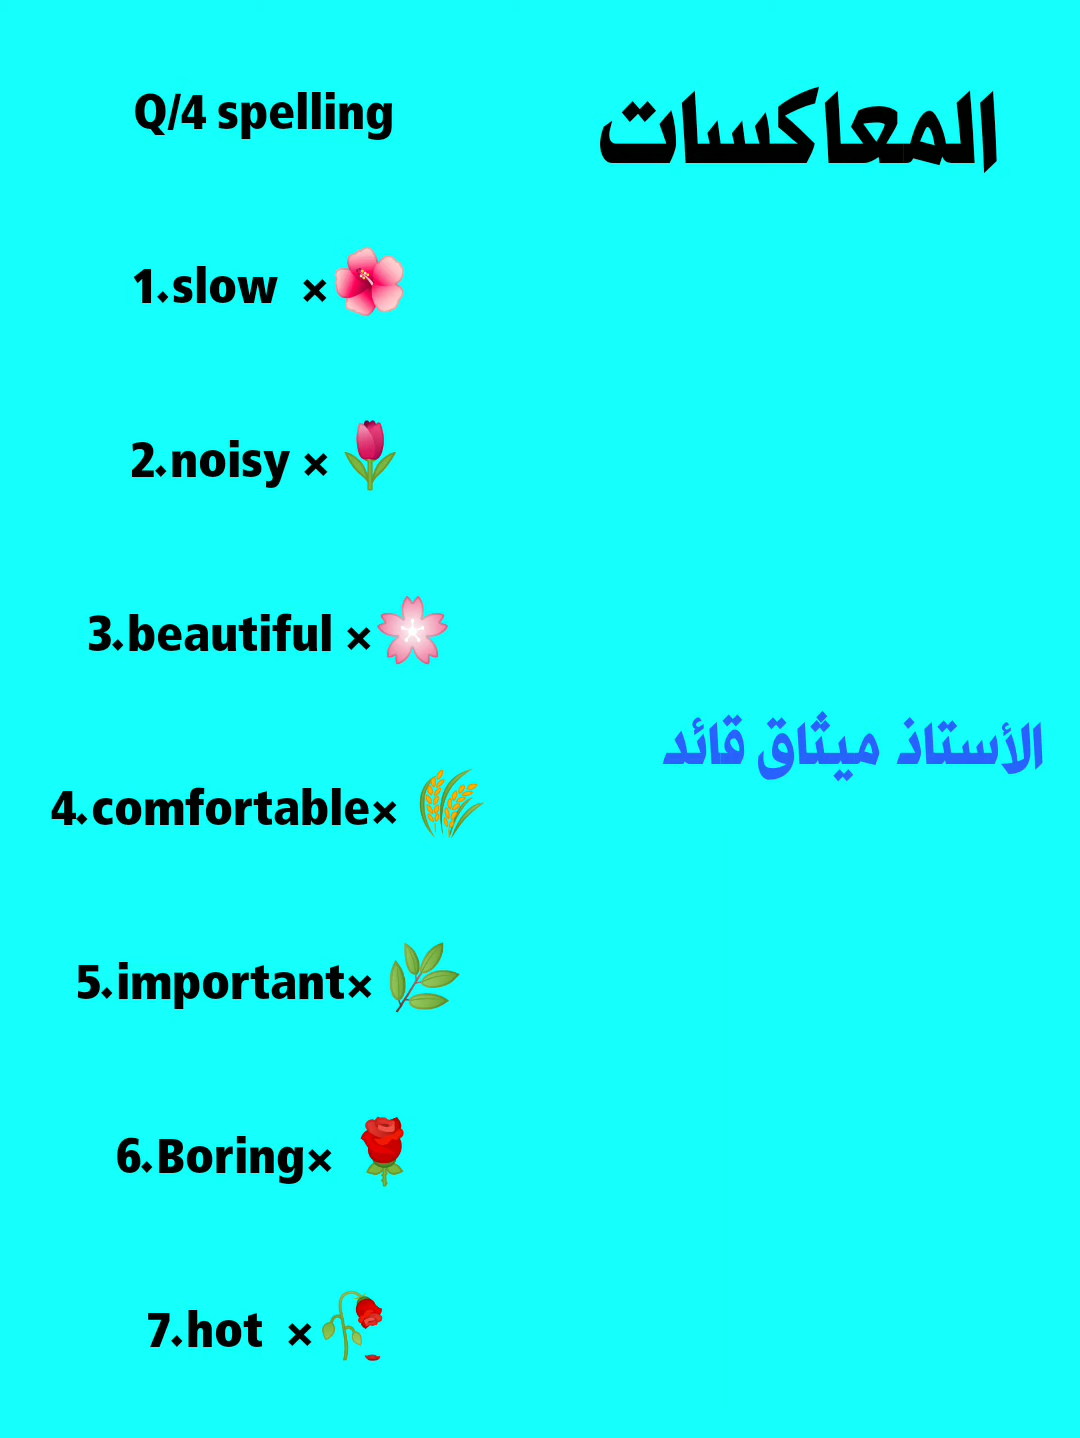 Q/4 spelling
المعاكسات
1.slow ×🌺
2.noisy ×🌷
3.beautiful ×🌸
الأستاذ ميثاق قائد
4.comfortable× 🌾
5.important× 🌿
6.Boring× 🌹
7.hot ×🥀